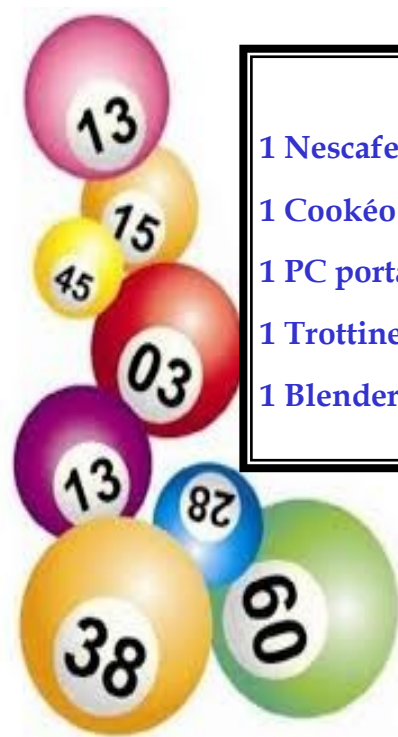 13
15
45
03
13
28
38
60
1 Nescafe
1 Cookéo
1 PC porta
1 Trottine
1 Blender